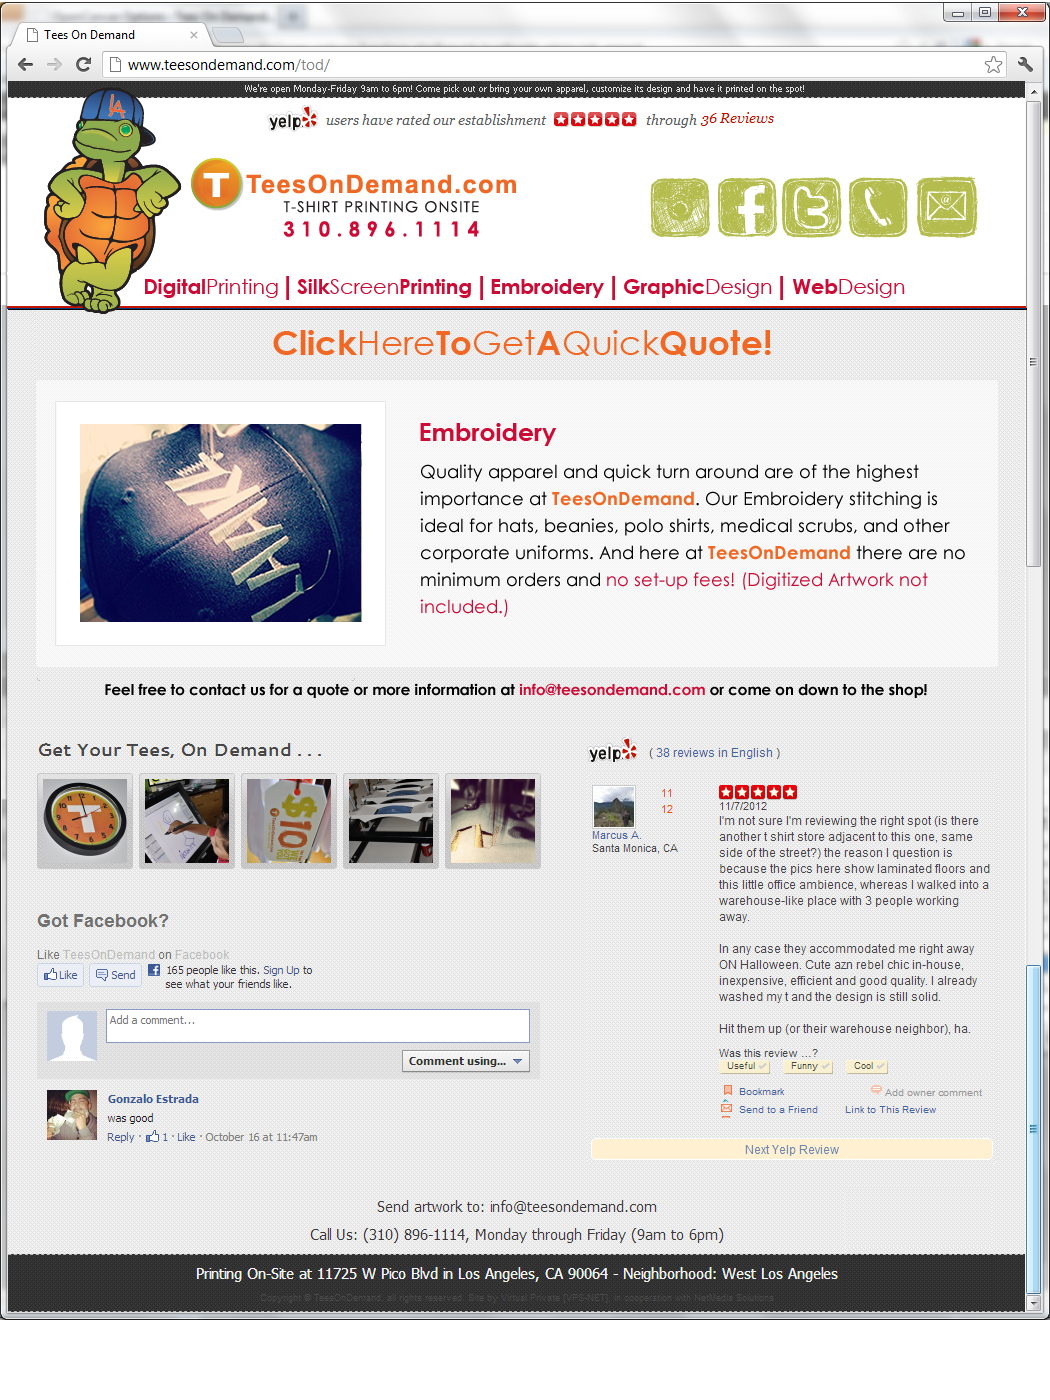 Tees On Demand
www.teesondemand.com/tod/
We're open Monday-Friday 9am to 6pm! Come pick out or bring your own apparel, customize its design and have it printed on the spot!
LA
yelp users have rated our establishment through 36 Reviews
T TeesOnDemand.com
T-SHIRT PRINTING ONSITE
310.896.1114
DigitalPrinting | SilkScreenPrinting | Embroidery | GraphicDesign | WebDesign
ClickHereToGetAQuickQuote!
Embroidery
Quality apparel and quick turn around are of the highest
importance at TeesOnDemand. Our Embroidery stitching is
ideal for hats, beanies, polo shirts, medical scrubs, and other
corporate uniforms. And here at TeesOnDemand there are no
minimum orders and no set-up fees! (Digitized Artwork not
included.)
Feel free to contact us for a quote or more information at info@teesondemand.com or come on down to the shop!
Get Your Tees, On Demand . . .
T
$10
Got Facebook?
Like TeesOnDemand on Facebook
Like Send 165 people like this. Sign Up to
see what your friends like.
Add a comment...
Comment using...
Gonzalo Estrada
was good
Reply · 1 · Like · October 16 at 11:47am
yelp ( 38 reviews in English )
11
12
Marcus A.
Santa Monica, CA
11/7/2012
I'm not sure I'm reviewing the right spot (is there
another t shirt store adjacent to this one, same
side of the street?) the reason I question is
because the pics here show laminated floors and
this little office ambience, whereas I walked into a
warehouse-like place with 3 people working
away.
In any case they accommodated me right away
ON Halloween. Cute azn rebel chic in-house,
inexpensive, efficient and good quality. I already
washed my t and the design is still solid.
Hit them up (or their warehouse neighbor), ha.
Was this review ...?
Useful Funny Cool
Bookmark Add owner comment
Send to a Friend Link to This Review
Next Yelp Review
Send artwork to: info@teesondemand.com
Call Us: (310) 896-1114, Monday through Friday (9am to 6pm)
Printing On-Site at 11725 W Pico Blvd in Los Angeles, CA 90064 - Neighborhood: West Los Angeles
Copyright © TeesOnDemand, all rights reserved. Site by Virtual Private [VPS-NET], in cooperation with NetMedia Solutions